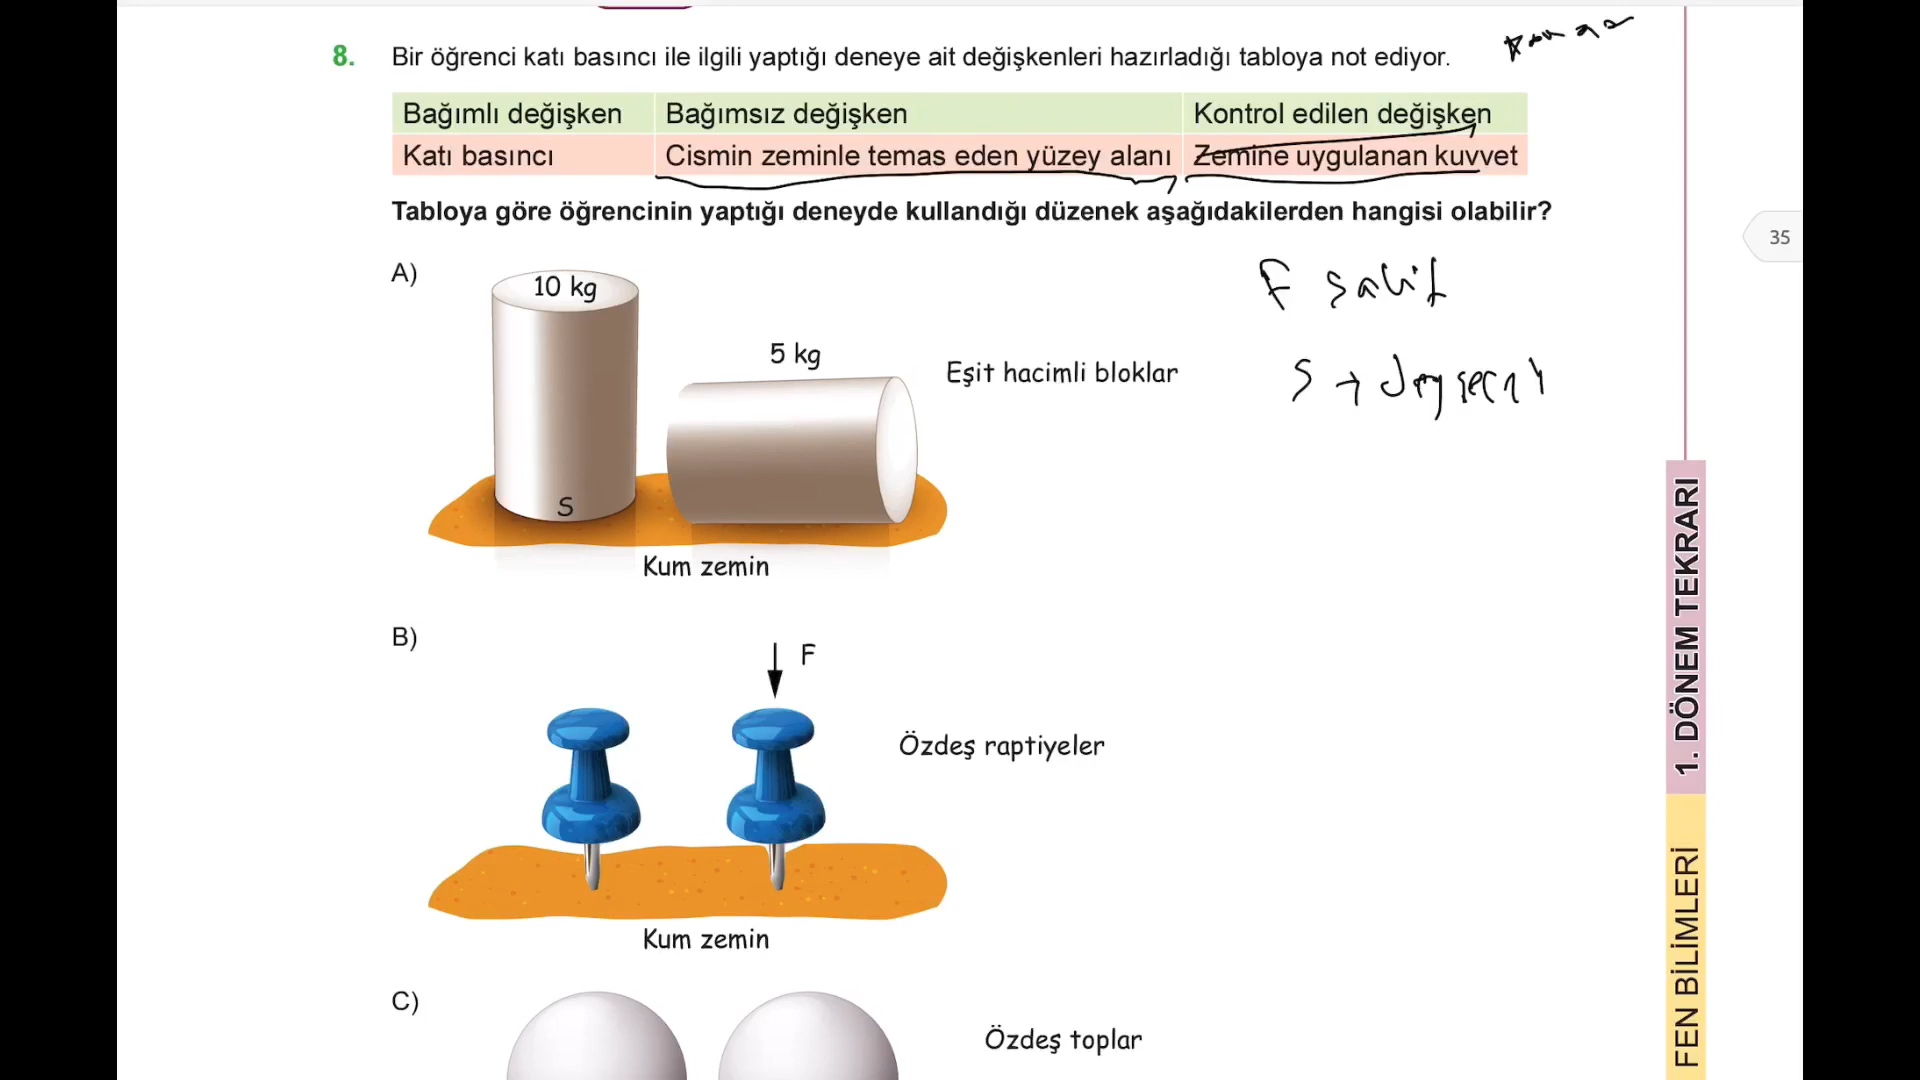 8. Bir öğrenci katı basıncı ile ilgili yaptığı deneye ait değişkenleri hazırladığı tabloya not ediyor.
Bağımlı değişken Bağımsız değişken Kontrol edilen değişken
Katı basıncı Cismin zeminle temas eden yüzey alanı Zemine uygulanan kuvvet
Tabloya göre öğrencinin yaptığı deneyde kullandığı düzenek aşağıdakilerden hangisi olabilir?
35
A)
10 kg
F sabit
5 kg
Eşit hacimli bloklar
S →
S
Kum zemin
B)
F
Özdeş raptiyeler
Kum zemin
C)
Özdeş toplar
1. DÖNEM TEKRARI
FEN BİLİMLERİ